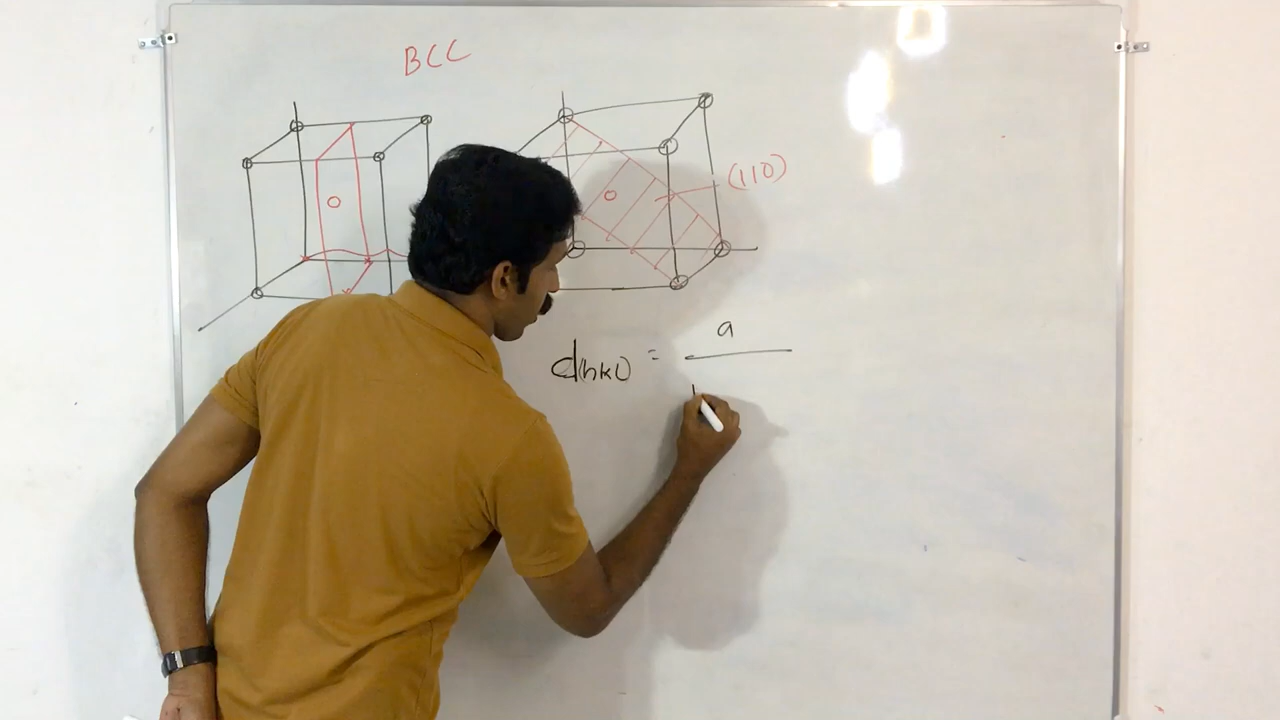 BCC
(110)
d(hkl) = a